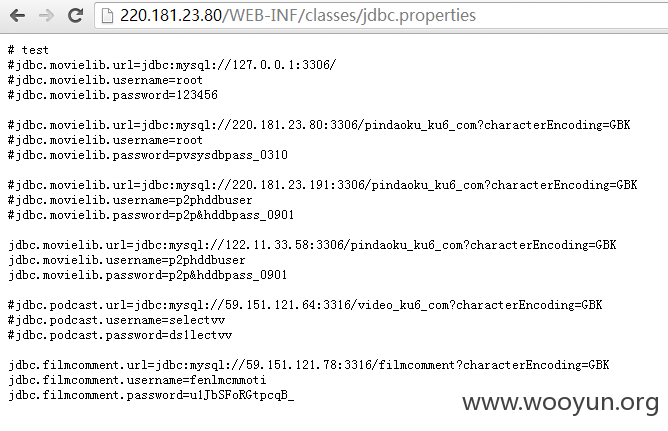 220.181.23.80/WEB-INF/classes/jdbc.properties
# test
#jdbc.movielib.url=jdbc:mysql://127.0.0.1:3306/
#jdbc.movielib.username=root
#jdbc.movielib.password=123456
#jdbc.movielib.url=jdbc:mysql://220.181.23.80:3306/pindaoku_ku6_com?characterEncoding=GBK
#jdbc.movielib.username=root
#jdbc.movielib.password=pvsysdbpass_0310
#jdbc.movielib.url=jdbc:mysql://220.181.23.191:3306/pindaoku_ku6_com?characterEncoding=GBK
#jdbc.movielib.username=p2phddbuser
#jdbc.movielib.password=p2p&hddbpass_0901
jdbc.movielib.url=jdbc:mysql://122.11.33.58:3306/pindaoku_ku6_com?characterEncoding=GBK
jdbc.movielib.username=p2phddbuser
jdbc.movielib.password=p2p&hddbpass_0901
#jdbc.podcast.url=jdbc:mysql://59.151.121.64:3316/video_ku6_com?characterEncoding=GBK
#jdbc.podcast.username=selectvv
#jdbc.podcast.password=ds1lectvv
jdbc.filmcomment.url=jdbc:mysql://59.151.121.78:3316/filmcomment?characterEncoding=GBK
jdbc.filmcomment.username=fenlmcmmoti
jdbc.filmcomment.password=u1JbSFoRGtpcqB_
www.wooyun.org